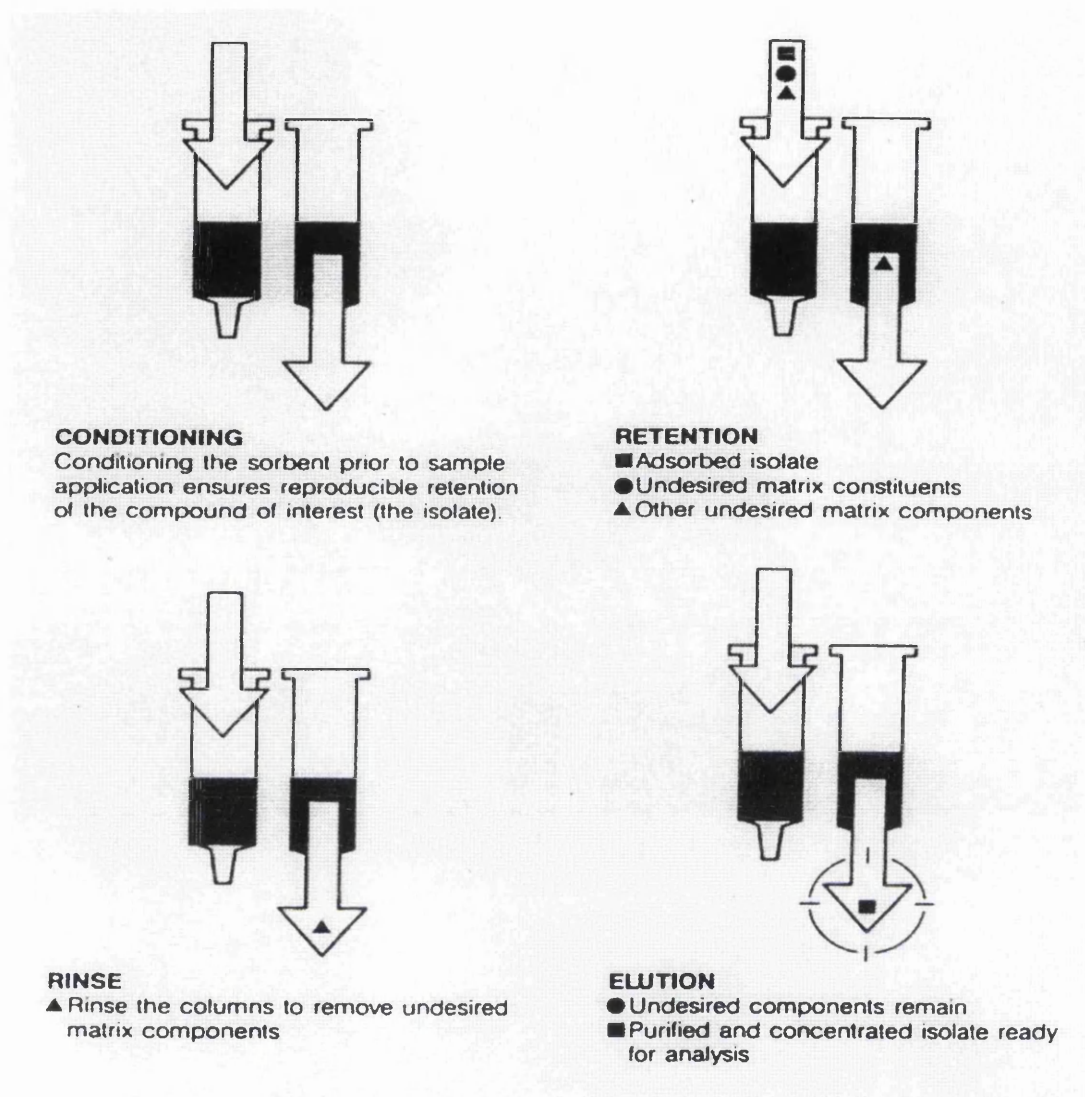 CONDITIONING
Conditioning the sorbent prior to sample
application ensures reproducible retention
of the compound of interest (the isolate).
RETENTION
■Adsorbed isolate
●Undesired matrix constituents
▲Other undesired matrix components
RINSE
▲Rinse the columns to remove undesired
matrix components
ELUTION
●Undesired components remain
■Purified and concentrated isolate ready
for analysis